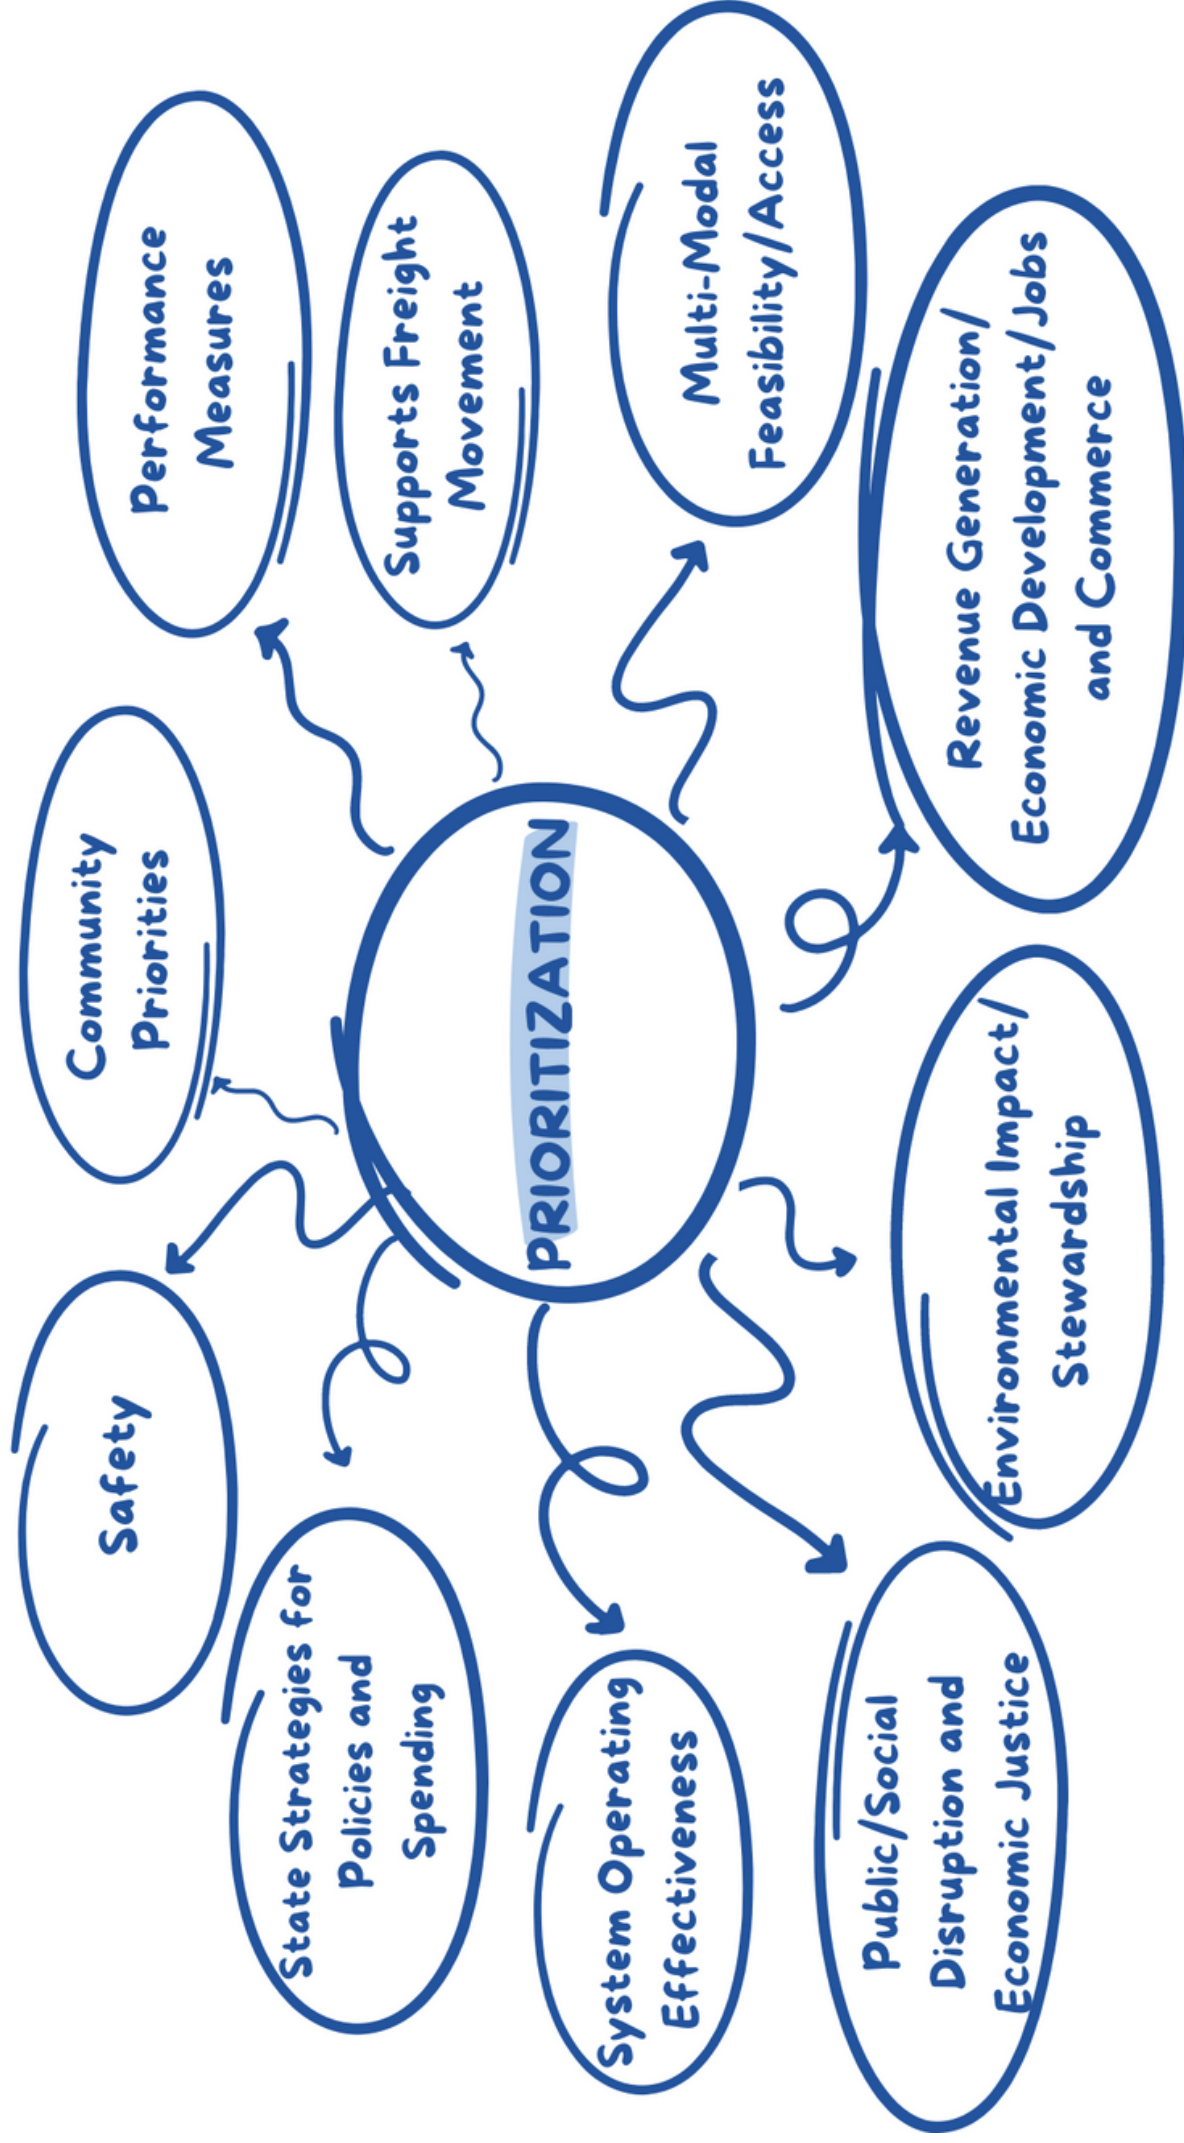 Safety
Community
Priorities
Performance
Measures
State Strategies for
Policies and
Spending
Supports Freight
Movement
PRIORITIZATION
System Operating
Effectiveness
Multi-Modal
Feasibility/Access
Public/Social
Disruption and
Economic Justice
Environmental Impact/
Stewardship
Revenue Generation/
Economic Development/Jobs
and Commerce